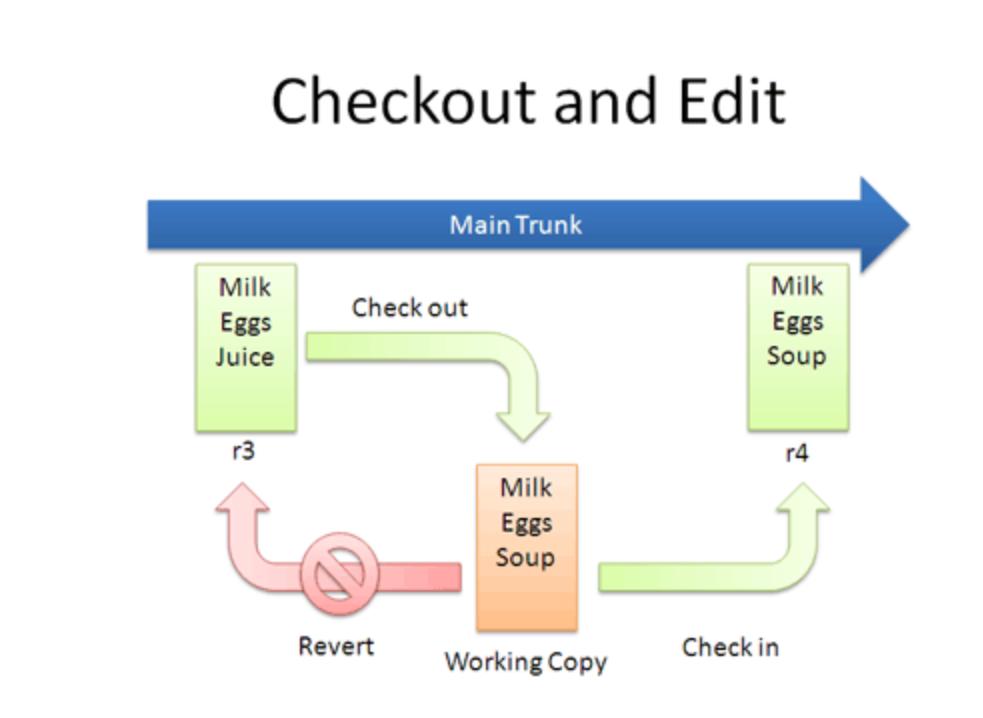 Checkout and Edit
Main Trunk
Milk
Eggs
Juice
r3
Check out
Milk
Eggs
Soup
r4
Milk
Eggs
Soup
Working Copy
Revert
Check in